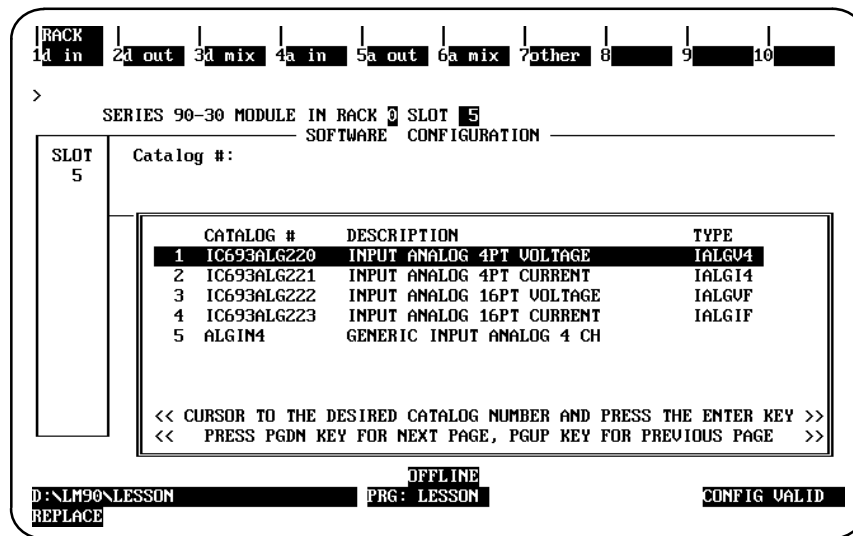 RACK
1d in 2d out 3d mix 4a in 5a out 6a mix 7other 8 9 10
>
SERIES 90-30 MODULE IN RACK 0 SLOT 5
SOFTWARE CONFIGURATION
SLOT Catalog #:
5
CATALOG # DESCRIPTION TYPE
1 IC693ALG220 INPUT ANALOG 4PT VOLTAGE IALGV4
2 IC693ALG221 INPUT ANALOG 4PT CURRENT IALGI4
3 IC693ALG222 INPUT ANALOG 16PT VOLTAGE IALGVF
4 IC693ALG223 INPUT ANALOG 16PT CURRENT IALGIF
5 ALGIN4 GENERIC INPUT ANALOG 4 CH
<< CURSOR TO THE DESIRED CATALOG NUMBER AND PRESS THE ENTER KEY >>
<< PRESS PGDN KEY FOR NEXT PAGE, PGUP KEY FOR PREVIOUS PAGE >>
OFFLINE
D:\LM90\LESSON PRG: LESSON CONFIG VALID
REPLACE